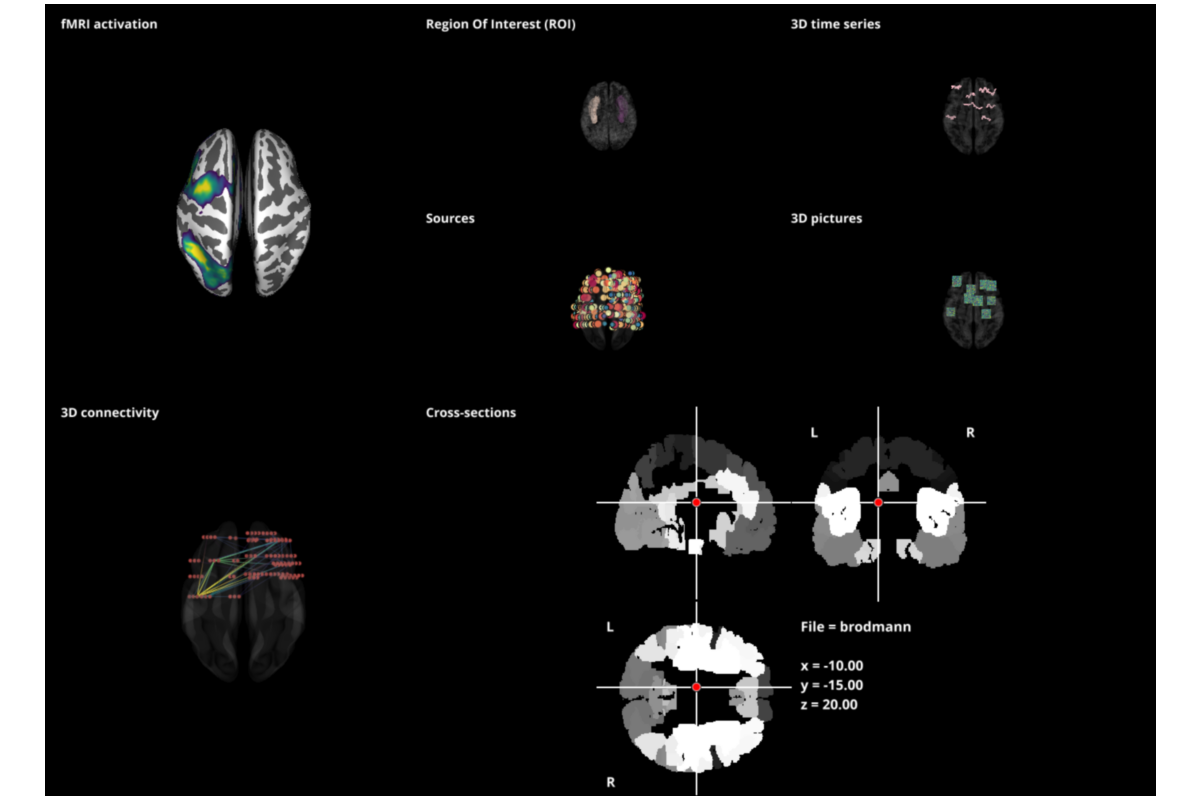 fMRI activation
Region Of Interest (ROI)
3D time series
Sources
3D pictures
3D connectivity
Cross-sections
L
R
L
File = brodmann
x = -10.00
y = -15.00
z = 20.00
R